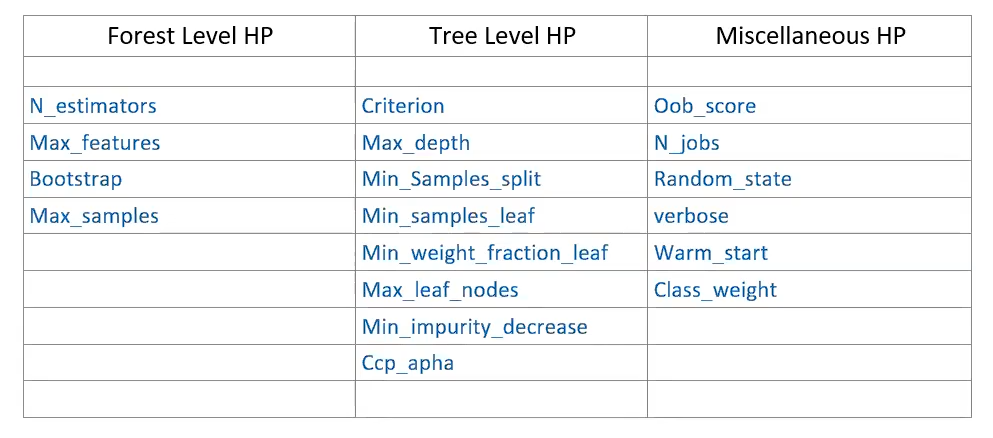 Forest Level HP Tree Level HP Miscellaneous HP
N_estimators Criterion Oob_score
Max_features Max_depth N_jobs
Bootstrap Min_Samples_split Random_state
Max_samples Min_samples_leaf verbose
Min_weight_fraction_leaf Warm_start
Max_leaf_nodes Class_weight
Min_impurity_decrease
Ccp_apha